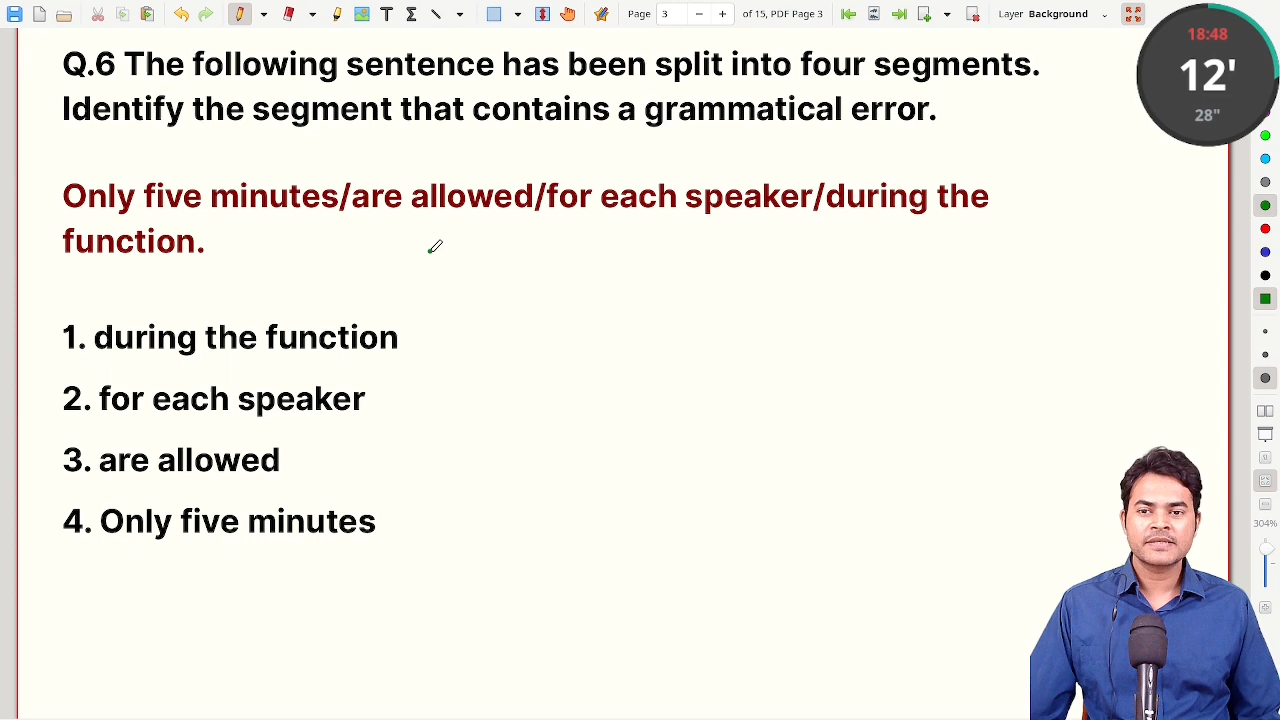 Page 3 of 15, PDF Page 3 Layer Background
18:48
12'
28"
Q.6 The following sentence has been split into four segments.
Identify the segment that contains a grammatical error.
Only five minutes/are allowed/for each speaker/during the
function.
1. during the function
2. for each speaker
3. are allowed
4. Only five minutes
304%